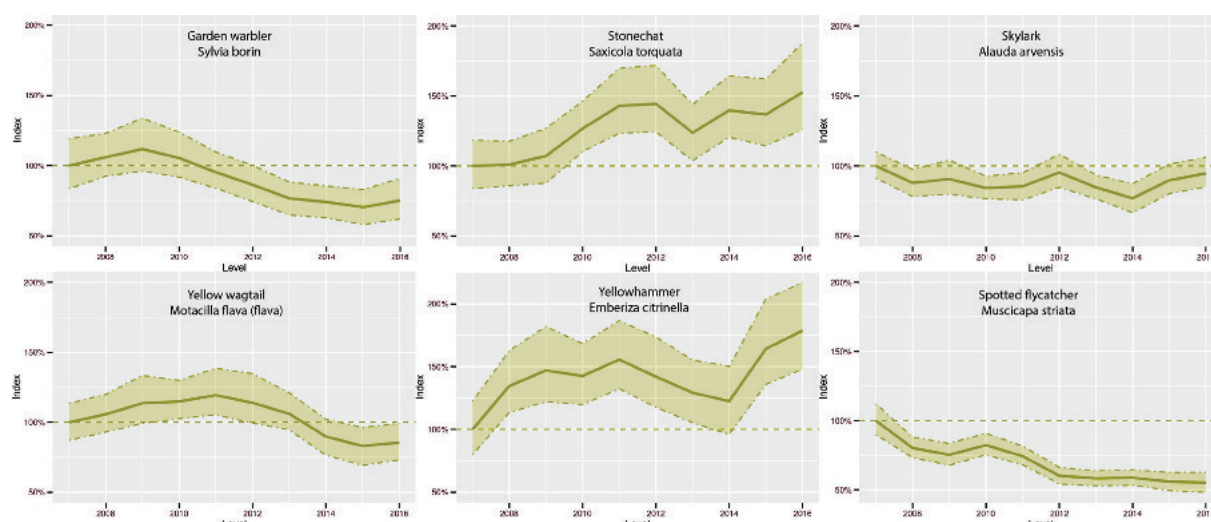 200%
150%
100%
50%
Index
Garden warbler
Sylvia borin
2008
2010
2012
2014
2016
Level
Index
Stonechat
Saxicola torquata
200%
150%
100%
50%
2008
2010
2012
2014
2016
Level
Index
Skylark
Alauda arvensis
200%
150%
100%
50%
2008
2010
2012
2014
Level
200%
150%
100%
50%
Index
Yellow wagtail
Motacilla flava (flava)
2008
2010
2012
2014
2016
Level
Index
Yellowhammer
Emberiza citrinella
200%
150%
100%
50%
2008
2010
2012
2014
2016
Level
Index
Spotted flycatcher
Muscicapa striata
200%
150%
100%
50%
2008
2010
2012
2014
Level